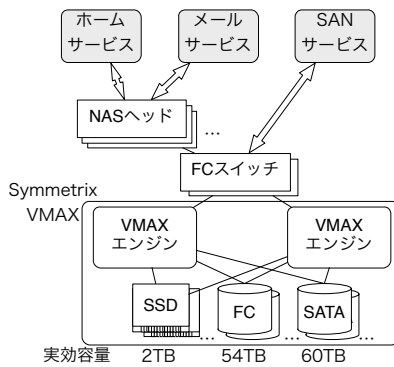 ホーム
サービス
メール
サービス
SAN
サービス
NASヘッド
...
FCスイッチ
Symmetrix
VMAX
VMAX
エンジン
VMAX
エンジン
SSD
...
FC
...
SATA
...
実効容量 2TB 54TB 60TB